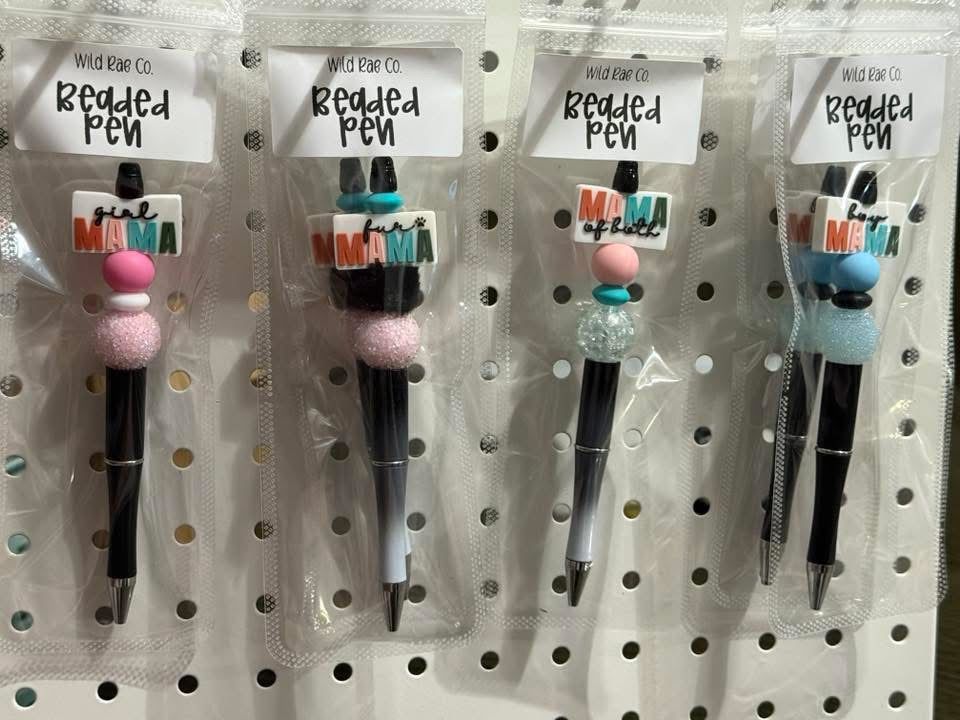 Wild Rae Co.
Beaded
Pen
girl
MAMA
Wild Rae Co.
Beaded
Pen
fur
MAMA
Wild Rae Co.
Beaded
Pen
MAMA
of both
Wild Rae Co.
Beaded
Pen
boy
MAMA